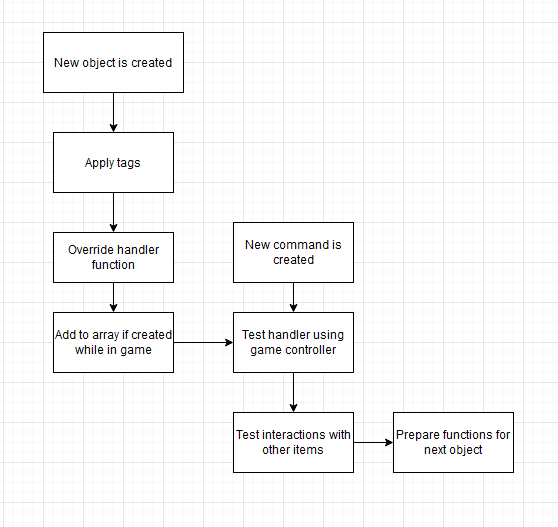 New object is created
Apply tags
Override handler
function
New command is
created
Add to array if created
while in game
Test handler using
game controller
Test interactions with
other items
Prepare functions for
next object